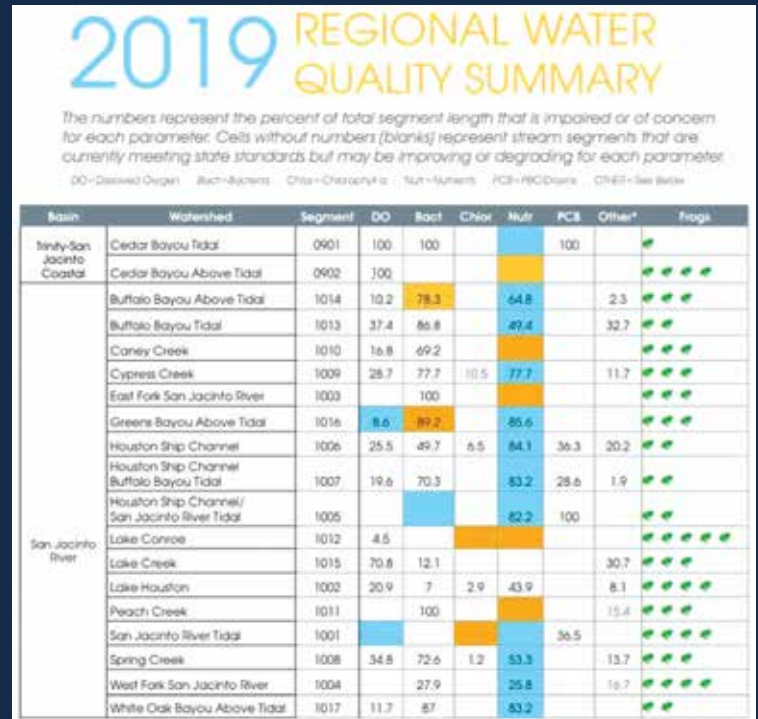 2019 REGIONAL WATER
QUALITY SUMMARY
The numbers represent the percent of total segment length that is impaired or of concern
for each parameter. Cells without numbers (blanks) represent stream segments that are
currently meeting state standards but may be improving or degrading for each parameter.
DO=Dissolved Oxygen Bact=Bacteria Chlor=Chlorophyll a Nutr=Nutrients OTHER= See Below
Basin Watershed Segment DO Bact Chlor Nutr PCB Other* Frogs
Trinity-San
Jacinto
Coastal
Cedar Bayou Tidal 0901 100 100 100
Cedar Bayou Above Tidal 0902 100
San Jacinto
River
Buffalo Bayou Above Tidal 1014 10.2 78.3 64.8 2.3
Buffalo Bayou Tidal 1013 37.4 86.8 49.4 32.7
Caney Creek 1010 16.8 69.2
Cypress Creek 1009 28.7 77.7 10.5 77.7 11.7
East Fork San Jacinto River 1003 100
Greens Bayou Above Tidal 1016 8.6 89.2 85.6
Houston Ship Channel 1006 25.5 49.7 6.5 84.1 36.3 20.2
Houston Ship Channel
Buffalo Bayou Tidal 1007 19.6 70.3 83.2 28.6 1.9
Houston Ship Channel/
San Jacinto River Tidal 1005 82.2 100
Lake Conroe 1012 4.5
Lake Creek 1015 70.8 12.1 30.7
Lake Houston 1002 20.9 7 2.9 43.9 8.1
Peach Creek 1011 100 15.4
San Jacinto River Tidal 1001 36.5
Spring Creek 1008 34.8 72.6 1.2 53.3 13.7
West Fork San Jacinto River 1004 27.9 25.8 16.7
White Oak Bayou Above Tidal 1017 11.7 87 83.2